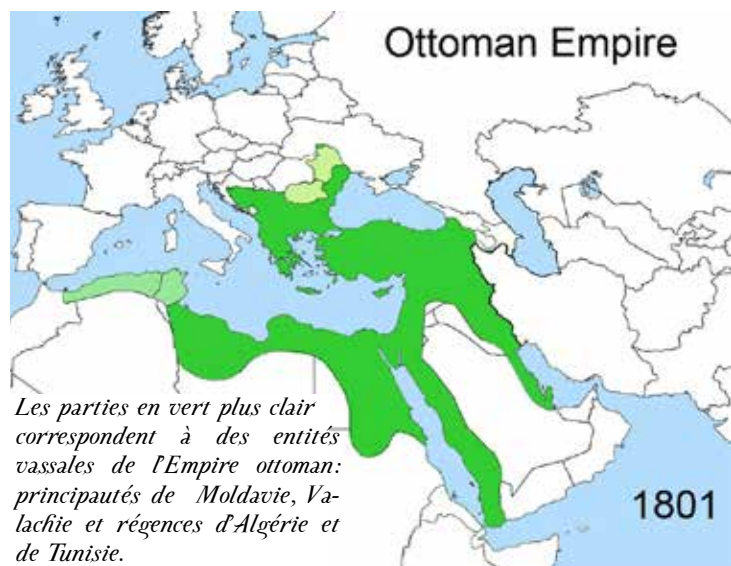 Ottoman Empire
Les parties en vert plus clair
correspondent à des entités
vassales de l'Empire ottoman:
principautés de Moldavie, Va-
lachie et régences d'Algérie et
de Tunisie.
1801